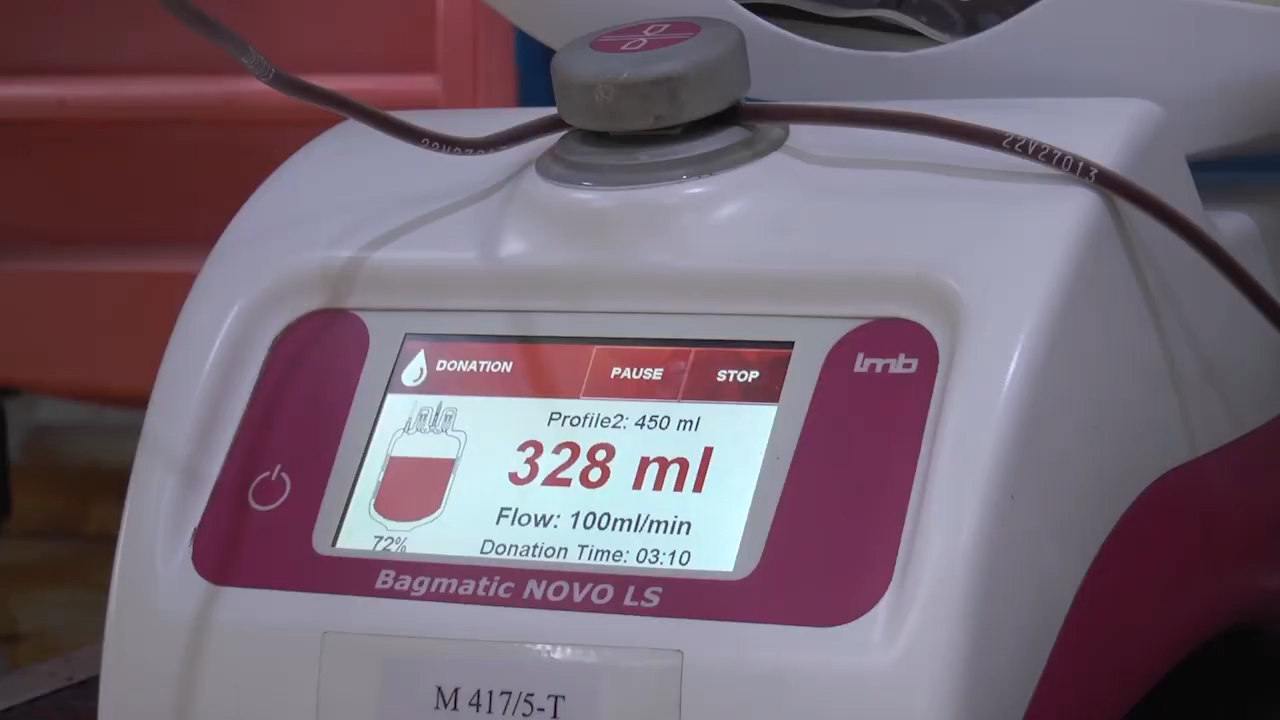 22V27013
DONATION
PAUSE
STOP
lmb
Profile2: 450 ml
328 ml
Flow: 100ml/min
72%
Donation Time: 03:10
Bagmatic NOVO LS
M 417/5-T